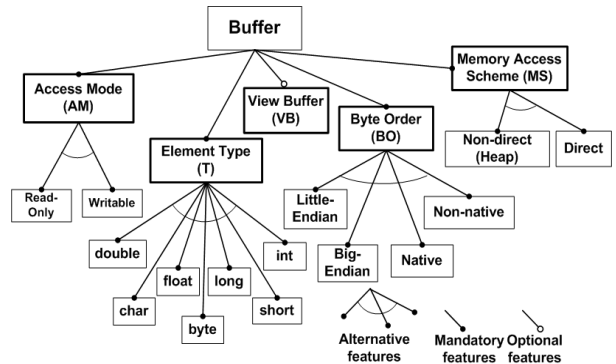 Buffer
Memory Access
Scheme (MS)
Access Mode
(AM)
View Buffer
(VB)
Byte Order
(BO)
Element Type
(T)
Non-direct
(Heap)
Direct
Read-
Only
Writable
Little-
Endian
Non-native
double
int
Big-
Endian
Native
float
long
char
short
byte
Alternative
features
Mandatory
features
Optional
features